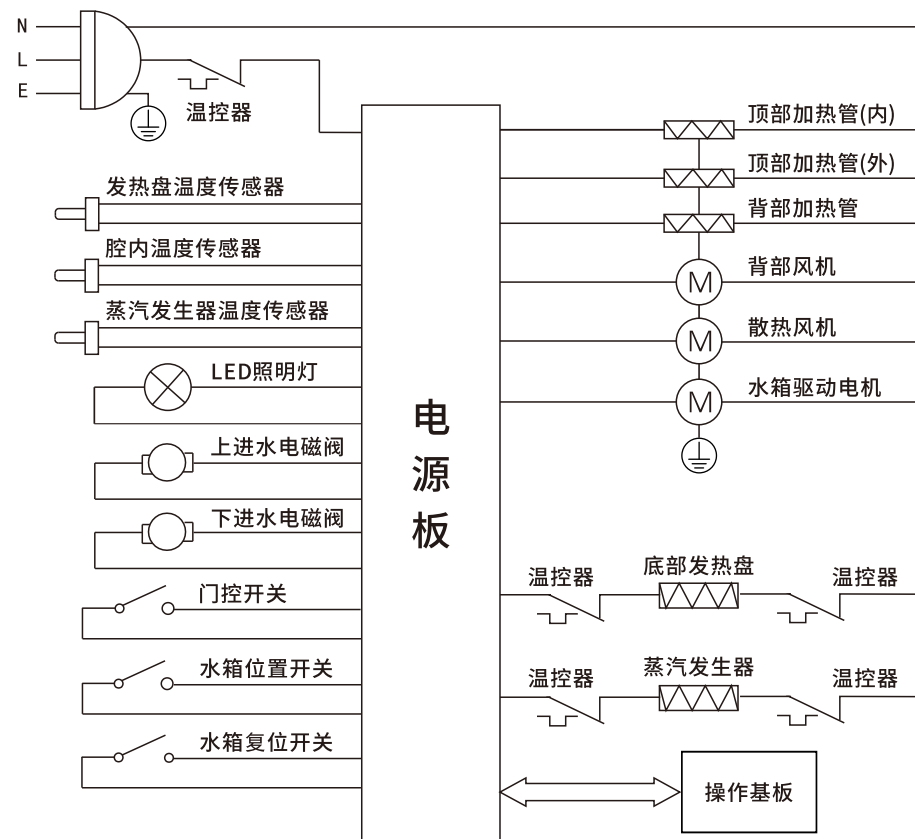 N
L
E
温控器
发热盘温度传感器
腔内温度传感器
蒸汽发生器温度传感器
LED照明灯
上进水电磁阀
下进水电磁阀
门控开关
水箱位置开关
水箱复位开关
电
源
板
顶部加热管(内)
顶部加热管(外)
背部加热管
背部风机
M
散热风机
M
水箱驱动电机
M
温控器
底部发热盘
温控器
温控器
蒸汽发生器
温控器
操作基板